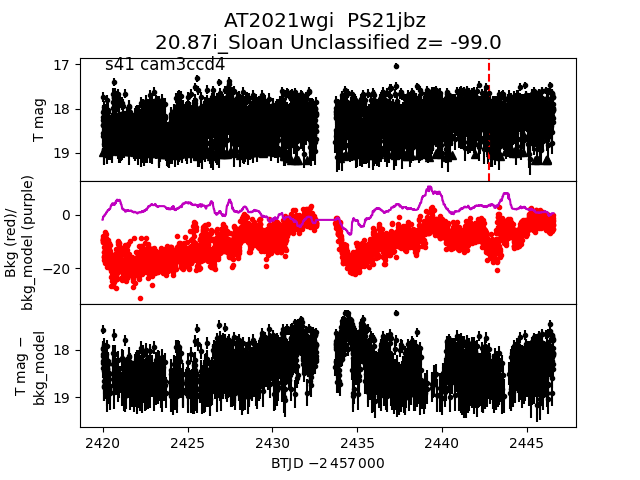 AT2021wgi  PS21jbz
20.87i_Sloan Unclassified z= -99.0
s41 cam3ccd4
17
18
19
T mag
0
−20
Bkg (red)/
bkg_model (purple)
18
19
T mag −
bkg_model
2420 2425 2430 2435 2440 2445
BTJD −2 457 000